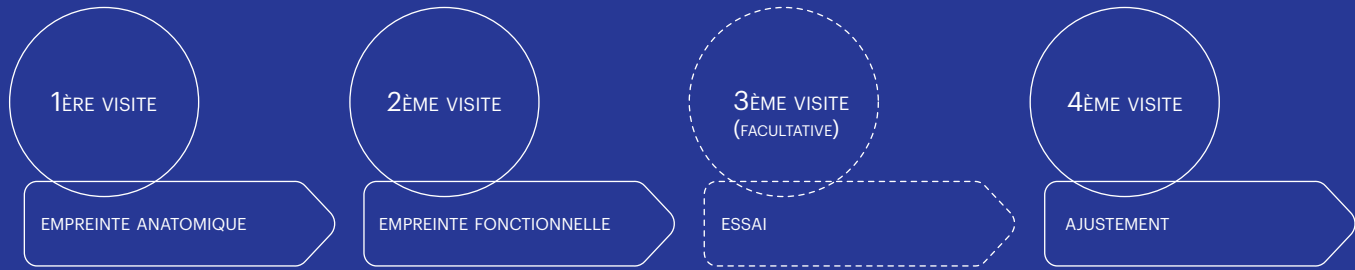 1ÈRE VISITE
2ÈME VISITE
3ÈME VISITE
(FACULTATIVE)
4ÈME VISITE
EMPREINTE ANATOMIQUE
EMPREINTE FONCTIONNELLE
ESSAI
AJUSTEMENT